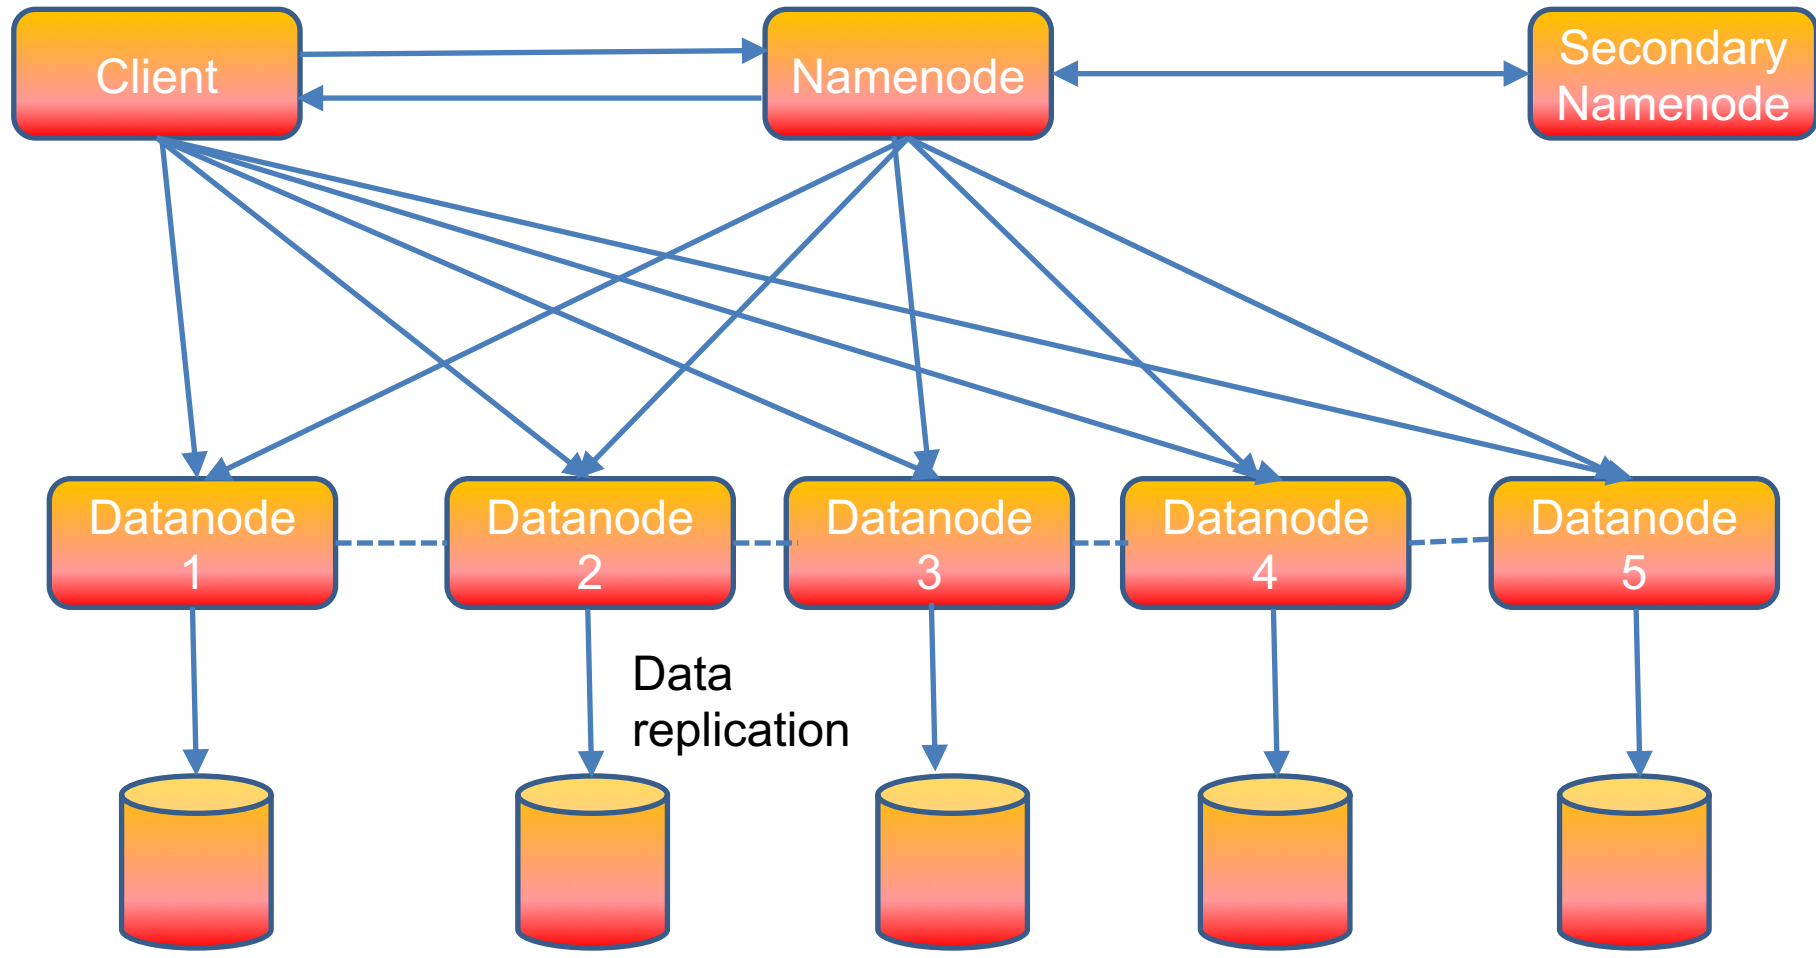 Client
Namenode
Secondary
Namenode
Datanode
1
Datanode
2
Datanode
3
Datanode
4
Datanode
5
Data
replication